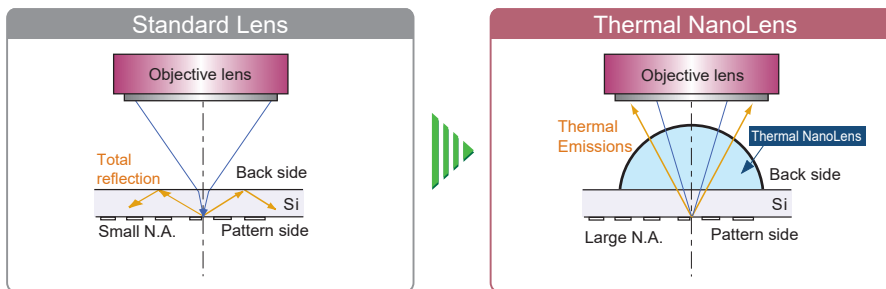 Standard Lens
Objective lens
Total
reflection
Back side
Si
Small N.A.
Pattern side
Thermal NanoLens
Objective lens
Thermal
Emissions
Thermal NanoLens
Back side
Si
Large N.A.
Pattern side